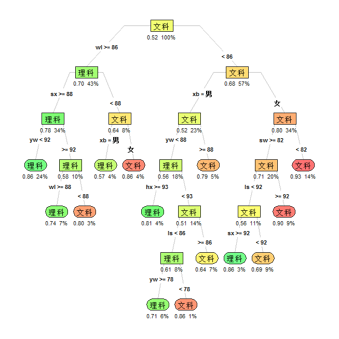 文科
0.52 100%
wl >= 86
< 86
理科
0.70 43%
文科
0.68 57%
sx >= 88
< 88
xb = 男
女
理科
0.78 34%
文科
0.64 8%
文科
0.52 23%
文科
0.80 34%
yw < 92
>= 92
xb = 男
女
yw < 88
>= 88
sw >= 82
< 82
理科
0.86 24%
理科
0.58 10%
理科
0.57 4%
文科
0.86 4%
理科
0.56 18%
文科
0.79 5%
文科
0.71 20%
文科
0.93 14%
wl >= 88
< 88
hx >= 93
< 93
ls < 92
>= 92
理科
0.74 7%
文科
0.80 3%
理科
0.81 4%
理科
0.51 14%
文科
0.56 11%
文科
0.90 9%
ls < 86
>= 86
sx >= 92
< 92
理科
0.61 8%
文科
0.64 7%
理科
0.86 3%
文科
0.69 9%
yw >= 78
< 78
理科
0.71 6%
文科
0.86 1%